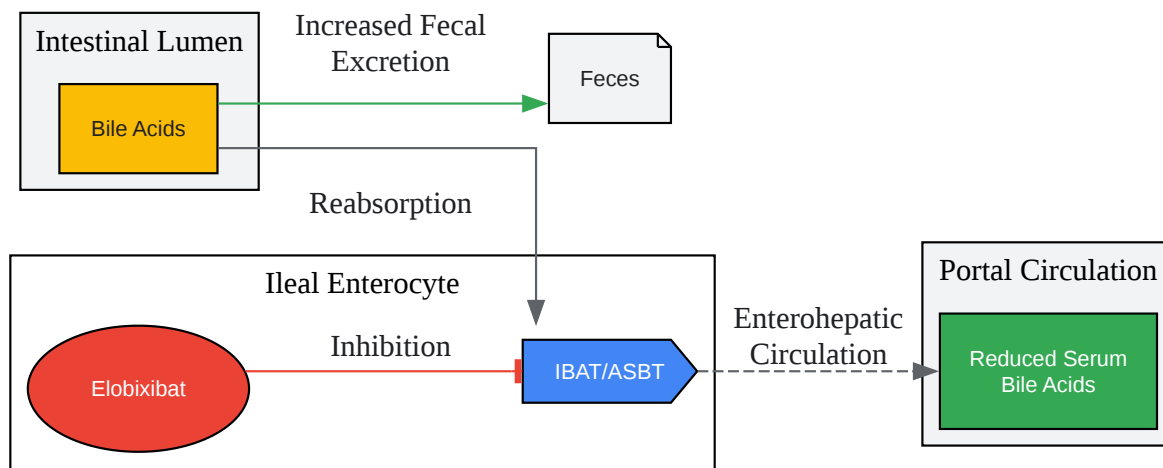 Intestinal Lumen
Bile Acids
Increased Fecal
Excretion
Feces
Reabsorption
Ileal Enterocyte
Elobixibat
Inhibition
IBAT/ASBT
Enterohepatic
Circulation
Portal Circulation
Reduced Serum
Bile Acids